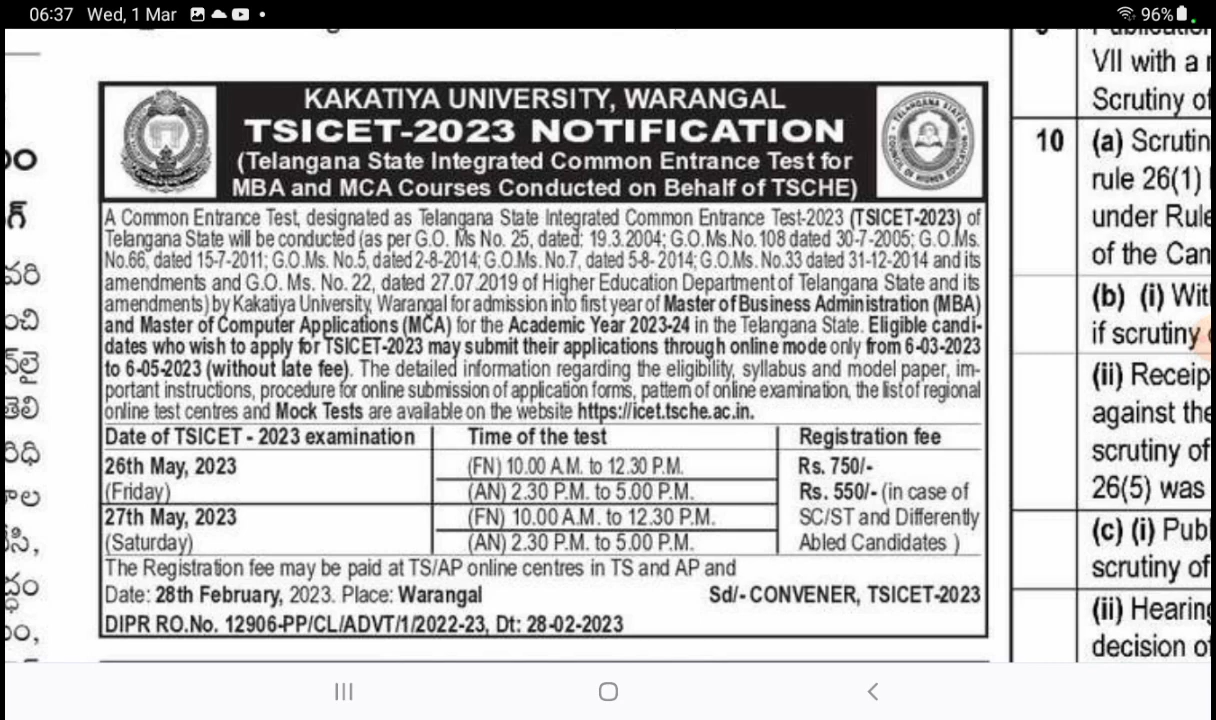 06:37 Wed, 1 Mar
96%
KAKATIYA UNIVERSITY, WARANGAL
TSICET-2023 NOTIFICATION
(Telangana State Integrated Common Entrance Test for
MBA and MCA Courses Conducted on Behalf of TSCHE)
A Common Entrance Test, designated as Telangana State Integrated Common Entrance Test-2023 (TSICET-2023) of
Telangana State will be conducted (as per G.O. Ms No. 25, dated: 19.3.2004; G.O.Ms.No.108 dated 30-7-2005; G.O.Ms.
No.66, dated 15-7-2011; G.O.Ms. No.5, dated 2-8-2014; G.O.Ms. No.7, dated 5-8- 2014; G.O.Ms. No.33 dated 31-12-2014 and its
amendments and G.O. Ms. No. 22, dated 27.07.2019 of Higher Education Department of Telangana State and its
amendments) by Kakatiya University, Warangal for admission into first year of Master of Business Administration (MBA)
and Master of Computer Applications (MCA) for the Academic Year 2023-24 in the Telangana State. Eligible candi-
dates who wish to apply for TSICET-2023 may submit their applications through online mode only from 6-03-2023
to 6-05-2023 (without late fee). The detailed information regarding the eligibility, syllabus and model paper, im-
portant instructions, procedure for online submission of application forms, pattern of online examination, the list of regional
online test centres and Mock Tests are available on the website https://icet.tsche.ac.in.
Date of TSICET - 2023 examination Time of the test Registration fee
26th May, 2023 (FN) 10.00 A.M. to 12.30 P.M. Rs. 750/-
(Friday) (AN) 2.30 P.M. to 5.00 P.M. Rs. 550/- (in case of
27th May, 2023 (FN) 10.00 A.M. to 12.30 P.M. SC/ST and Differently
(Saturday) (AN) 2.30 P.M. to 5.00 P.M. Abled Candidates )
The Registration fee may be paid at TS/AP online centres in TS and AP and
Date: 28th February, 2023. Place: Warangal Sd/- CONVENER, TSICET-2023
DIPR RO.No. 12906-PP/CL/ADVT/1/2022-23, Dt: 28-02-2023
VII with a
Scrutiny of
10 (a) Scrutin
rule 26(1)
under Rule
of the Can
(b) (i) Wit
if scrutiny
(ii) Receip
against the
scrutiny of
26(5) was
(c) (i) Publ
scrutiny of
(ii) Hearing
decision of